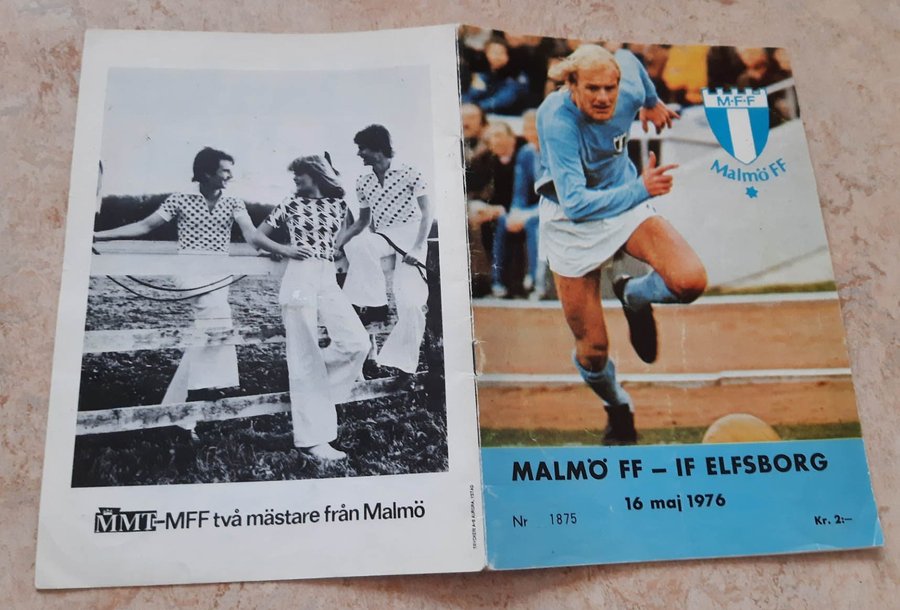 MMT-MFF två mästare från Malmö
M-F-F
Malmö FF
MALMÖ FF – IF ELFSBORG
16 maj 1976
Nr 1875
Kr. 2:–